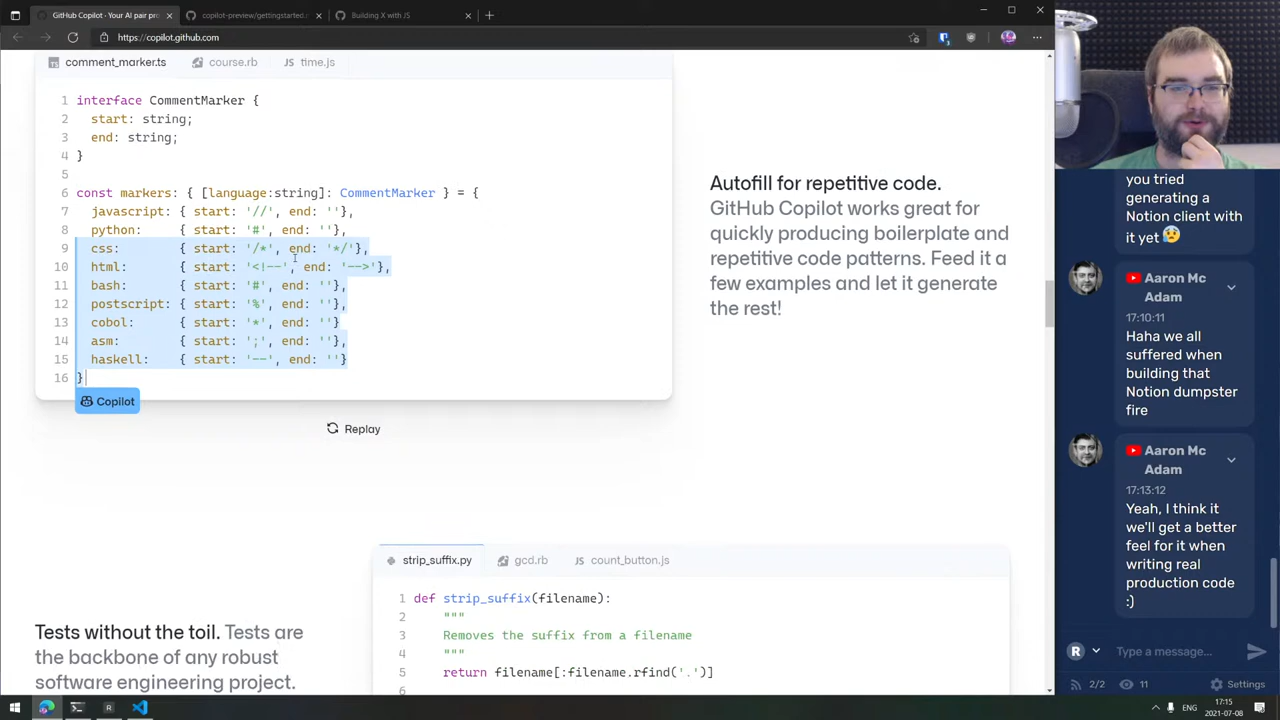 GitHub Copilot · Your AI pair pro
copilot-preview/gettingstarted.
Building X with JS
https://copilot.github.com
comment_marker.ts
course.rb
JS time.js
1 interface CommentMarker {
2 start: string;
3 end: string;
4 }
5
6 const markers: { [language:string]: CommentMarker } = {
7 javascript: { start: '//', end: ''},
8 python: { start: '#', end: ''},
9 css: { start: '/*', end: '*/'},
10 html: { start: '<!--', end: '-->'},
11 bash: { start: '#', end: ''},
12 postscript: { start: '%', end: ''},
13 cobol: { start: '*', end: ''}
14 asm: { start: ';', end: ''},
15 haskell: { start: '--', end: ''}
16 }
Copilot
Replay
Autofill for repetitive code.
GitHub Copilot works great for
quickly producing boilerplate and
repetitive code patterns. Feed it a
few examples and let it generate
the rest!
strip_suffix.py
gcd.rb
JS count_button.js
1 def strip_suffix(filename):
2 """
3 Removes the suffix from a filename
4 """
5 return filename[:filename.rfind('.')]
6
Tests without the toil. Tests are
the backbone of any robust
software engineering project.
you tried
generating a
Notion client with
it yet 😰
Aaron Mc
Adam
17:10:11
Haha we all
suffered when
building that
Notion dumpster
fire
Aaron Mc
Adam
17:13:12
Yeah, I think it
we'll get a better
feel for it when
writing real
production code
:)
R
Type a message...
2/2
11
Settings
ENG
17:15
2021-07-08